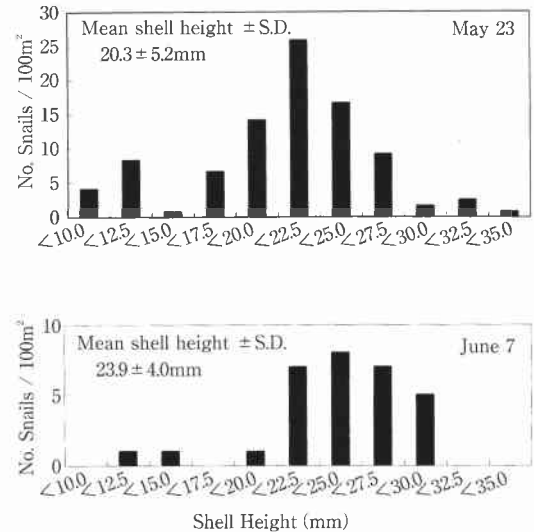 30
Mean shell height ± S.D.
May 23
25
20.3 ± 5.2mm
20
15
10
5
0
No. Snails / 100m²
<10.0 <12.5 <15.0 <17.5 <20.0 <22.5 <25.0 <27.5 <30.0 <32.5 <35.0
10
Mean shell height ± S.D.
June 7
23.9 ± 4.0mm
5
0
No. Snails / 100m²
<10.0 <12.5 <15.0 <17.5 <20.0 <22.5 <25.0 <27.5 <30.0 <32.5 <35.0
Shell Height (mm)